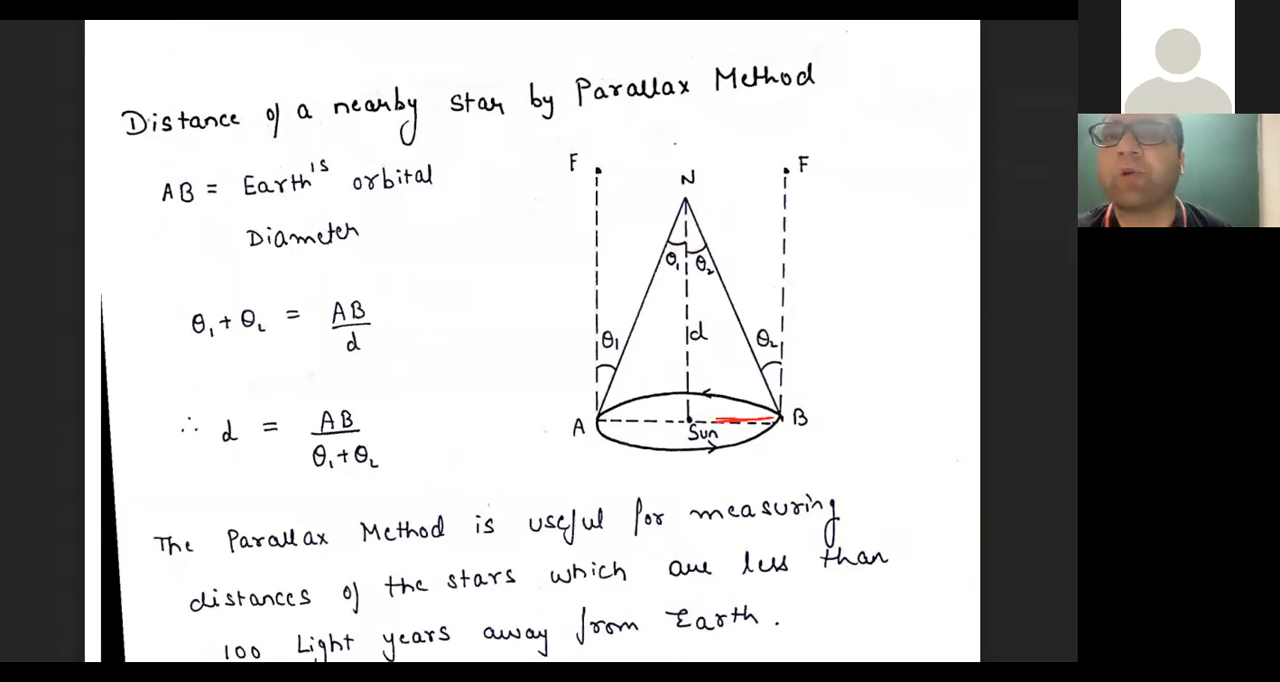 Distance of a nearby star by Parallax Method
AB = Earth's orbital
Diameter
θ₁ + θ₂ = AB/d
∴ d = AB/(θ₁ + θ₂)
F
F
N
θ₁ θ₂
d
θ₁
θ₂
A
B
Sun
The Parallax Method is useful for measuring
distances of the stars which are less than
100 Light years away from Earth.